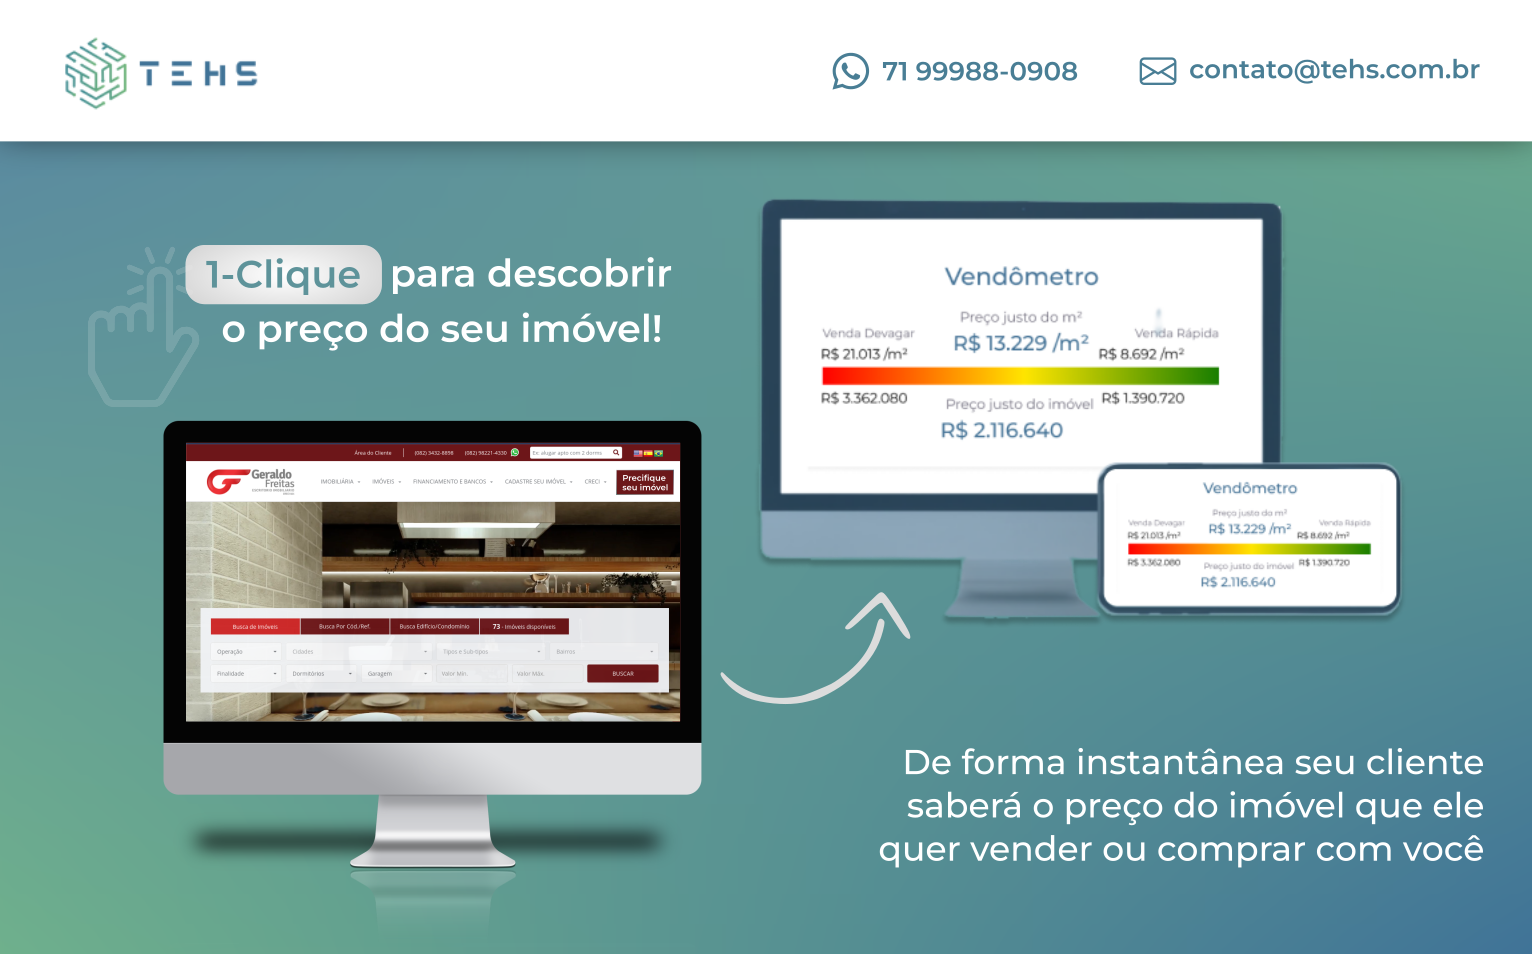 TEHS
71 99988-0908
contato@tehs.com.br
1-Clique para descobrir
o preço do seu imóvel!
Vendômetro
Preço justo do m²
Venda Devagar
Venda Rápida
R$ 21.013 /m²
R$ 13.229 /m²
R$ 8.692 /m²
R$ 3.362.080
Preço justo do imóvel
R$ 1.390.720
R$ 2.116.640
Vendômetro
Preço justo do m²
Venda Devagar
Venda Rápida
R$ 21.013 /m²
R$ 13.229 /m²
R$ 8.692 /m²
R$ 3.362.080
Preço justo do imóvel
R$ 1.390.720
R$ 2.116.640
Área do Cliente
(082) 3432-8898
(082) 98221-4330
Ex: alugar apto com 2 dorms
Geraldo
Freitas
IMOBILIÁRIA
IMÓVEIS
FINANCIAMENTO E BANCOS
CADASTRE SEU IMÓVEL
CRECI
Precifique
seu imóvel
Busca de Imóveis
Busca Por Cód./Ref.
Busca Edifício/Condomínio
73 - Imóveis disponíveis
Operação
Cidades
Tipos e Sub-tipos
Bairros
Finalidade
Dormitórios
Garagem
Valor Mín.
Valor Máx.
BUSCAR
De forma instantânea seu cliente
saberá o preço do imóvel que ele
quer vender ou comprar com você